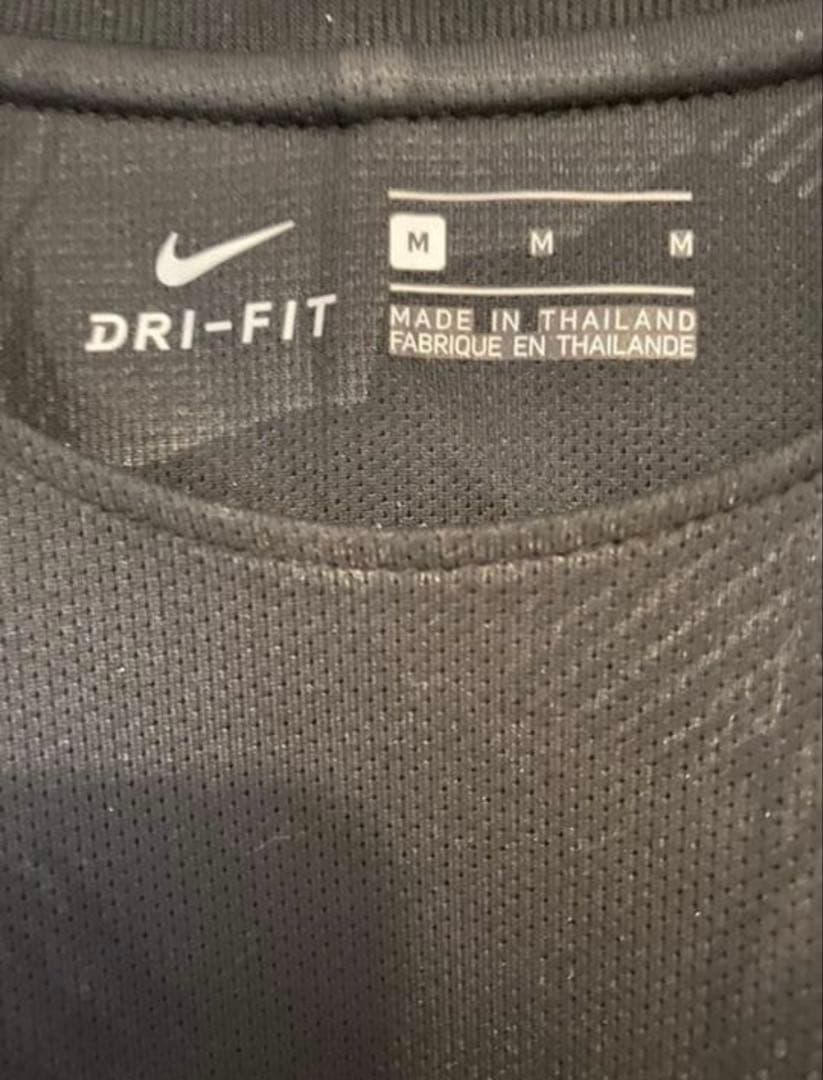 DRI-FIT
M M M
MADE IN THAILAND
FABRIQUE EN THAILANDE